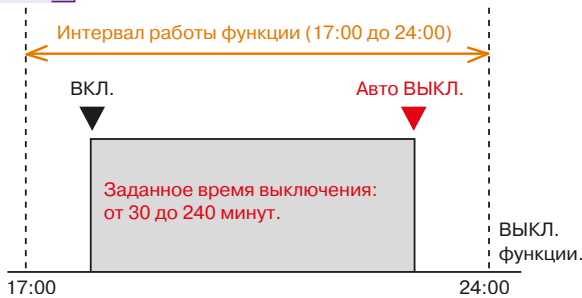 Интервал работы функции (17:00 до 24:00)
ВКЛ.
Авто ВЫКЛ.
Заданное время выключения:
от 30 до 240 минут.
ВЫКЛ.
функции.
17:00
24:00